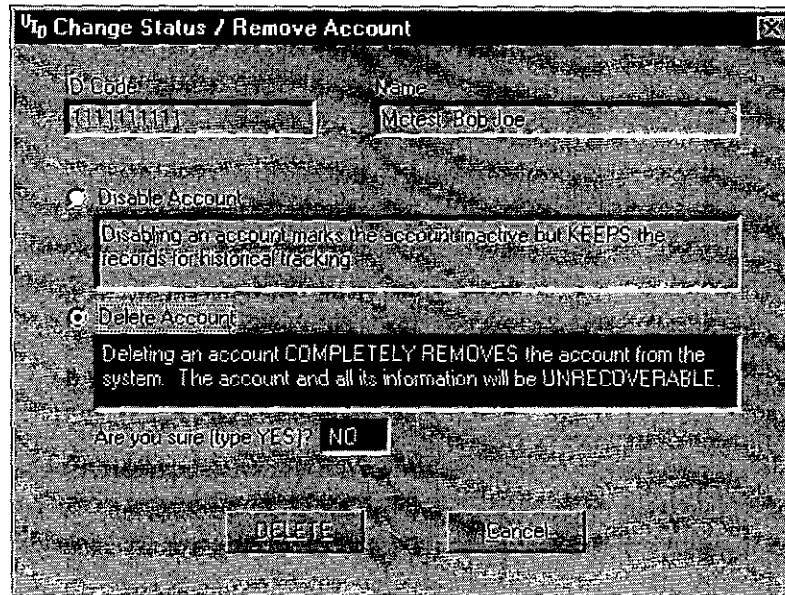 UTD Change Status / Remove Account
ID Code
Name
1111111111
Mctest, Bob Joe
Disable Account
Disabling an account marks the account inactive but KEEPS the
records for historical tracking.
Delete Account
Deleting an account COMPLETELY REMOVES the account from the
system. The account and all its information will be UNRECOVERABLE.
Are you sure (type YES)? NO
DELETE
Cancel